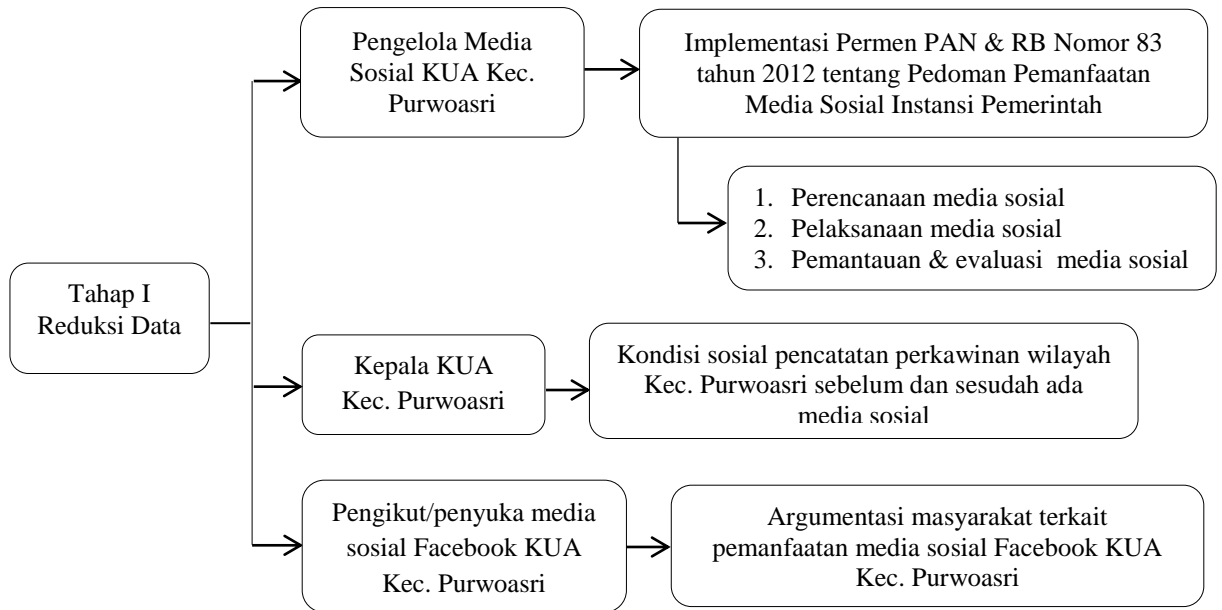 Pengelola Media
Sosial KUA Kec.
Purwoasri
Implementasi Permen PAN & RB Nomor 83
tahun 2012 tentang Pedoman Pemanfaatan
Media Sosial Instansi Pemerintah
1. Perencanaan media sosial
2. Pelaksanaan media sosial
3. Pemantauan & evaluasi media sosial
Tahap I
Reduksi Data
Kepala KUA
Kec. Purwoasri
Kondisi sosial pencatatan perkawinan wilayah
Kec. Purwoasri sebelum dan sesudah ada
media sosial
Pengikut/penyuka media
sosial Facebook KUA
Kec. Purwoasri
Argumentasi masyarakat terkait
pemanfaatan media sosial Facebook KUA
Kec. Purwoasri